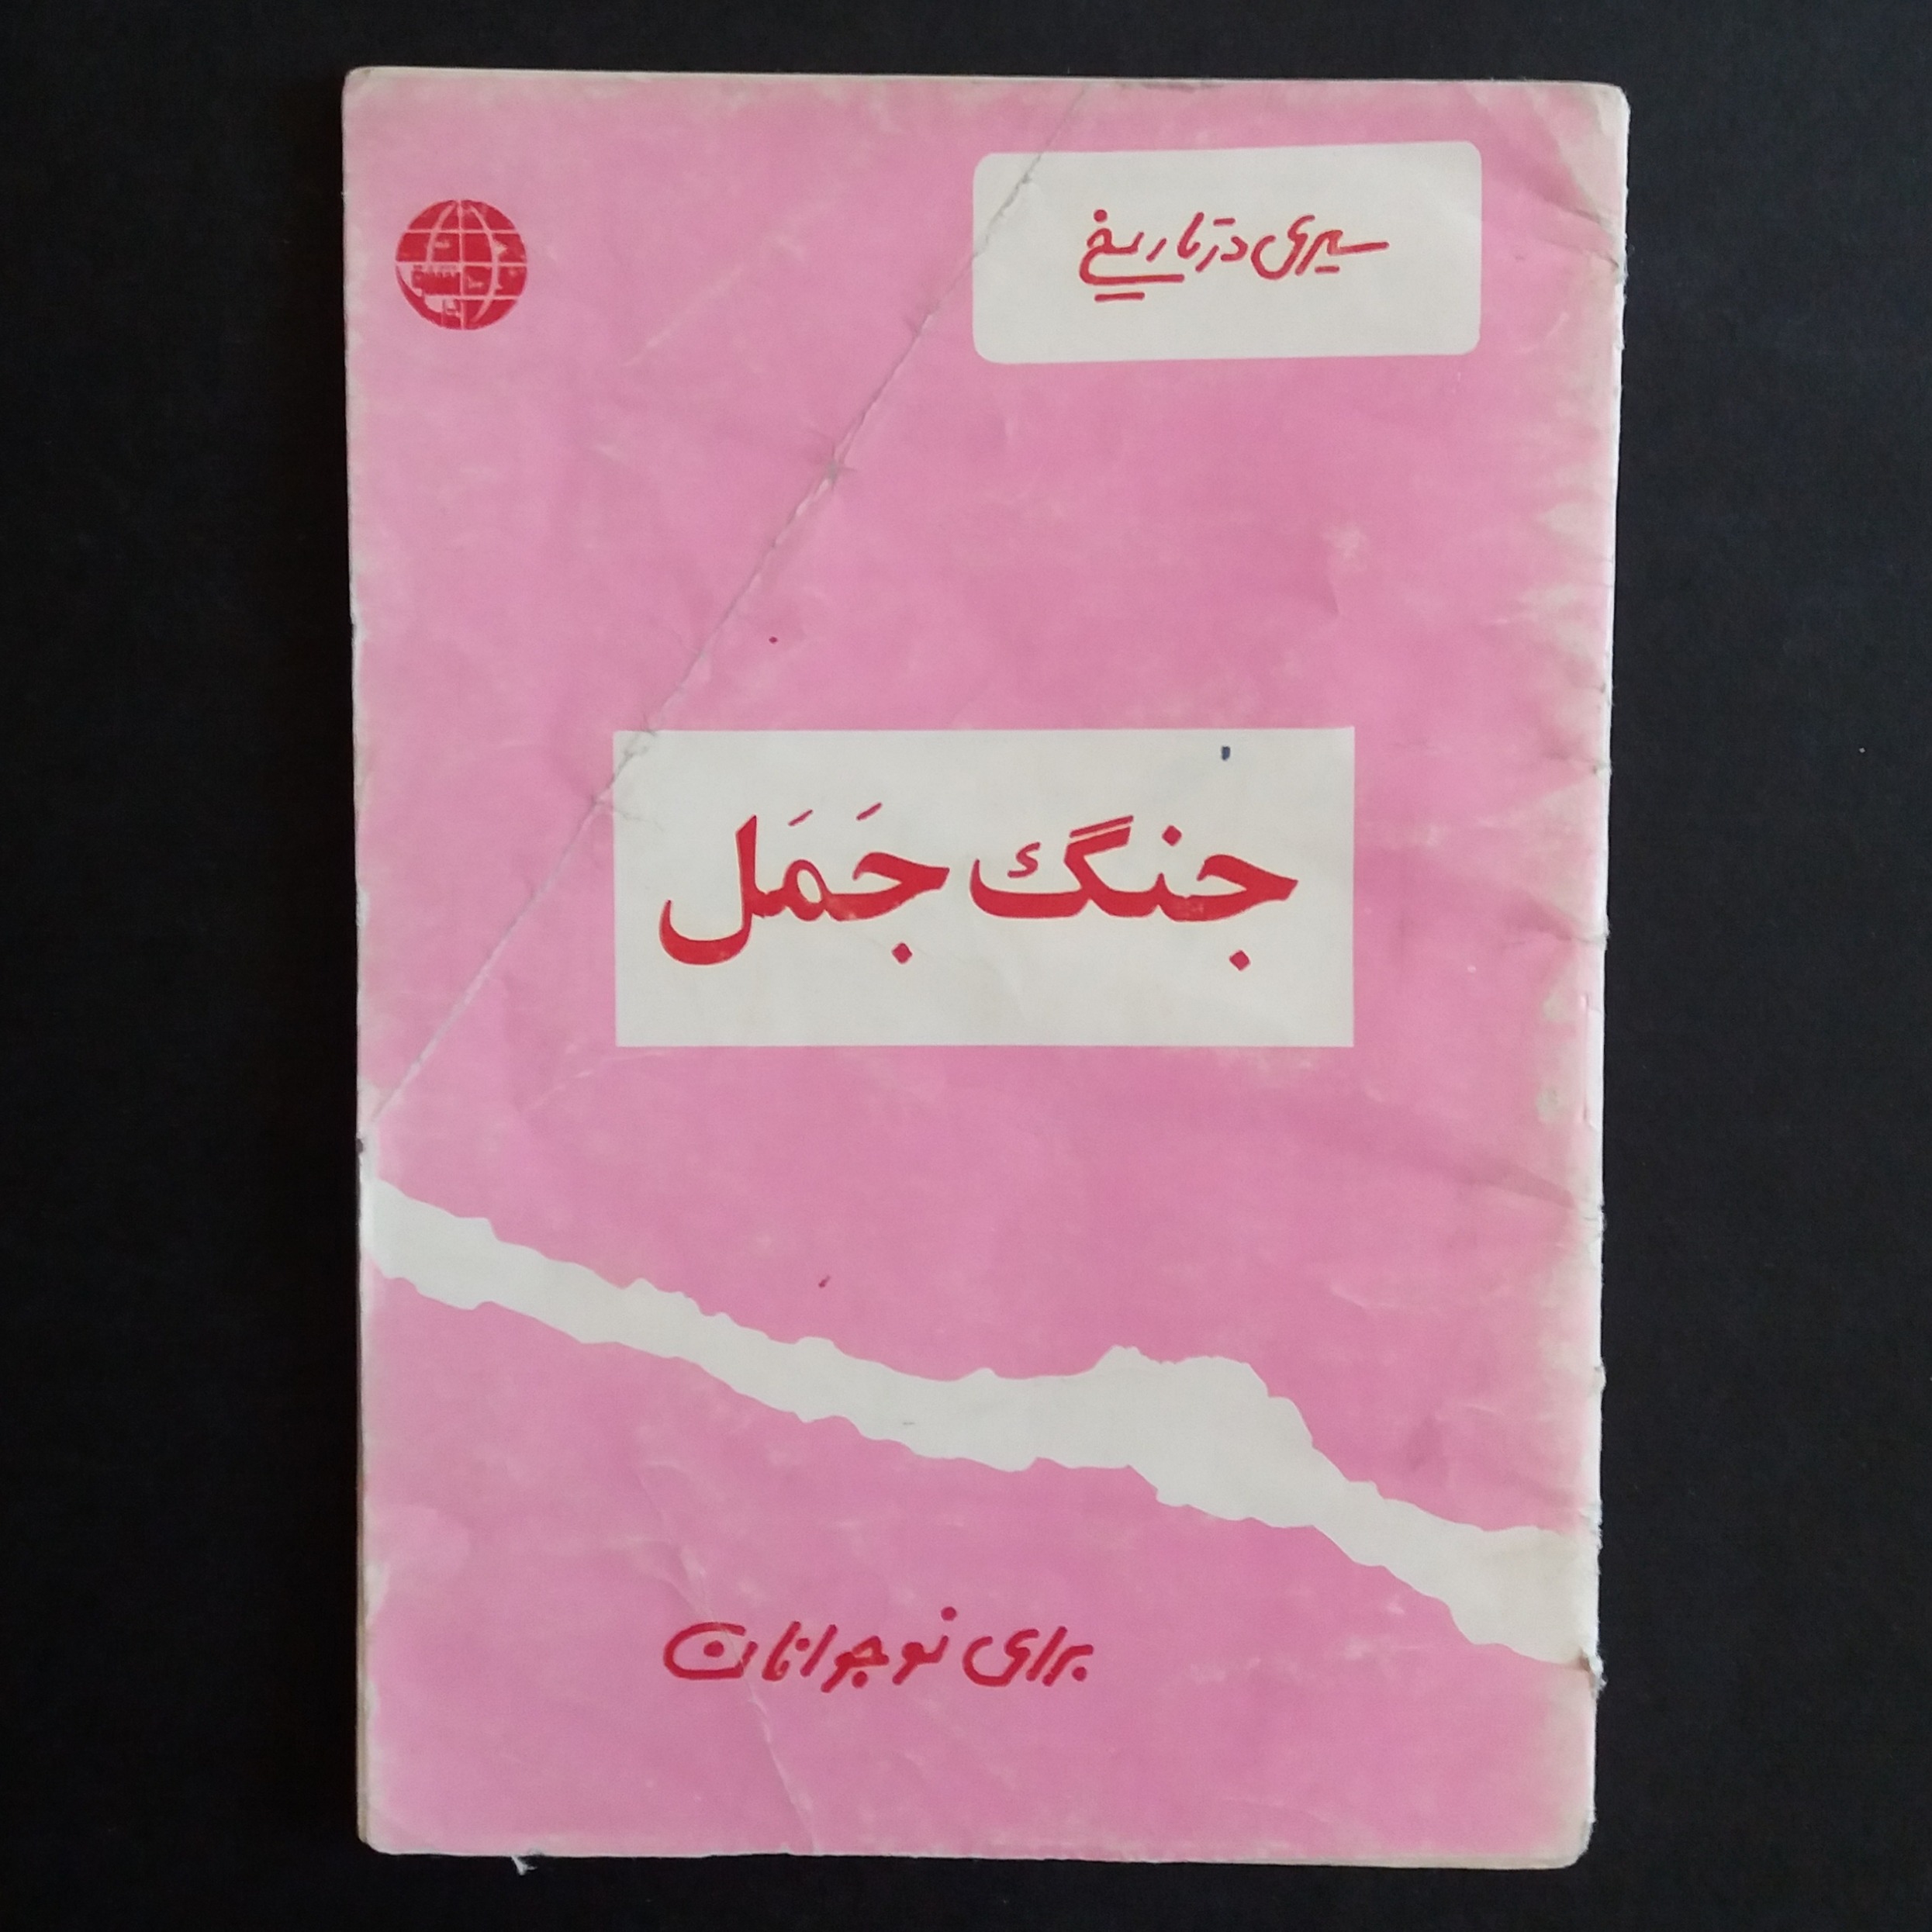 سیری در تاریخ
جنگ جَمَل
برای نوجوانان